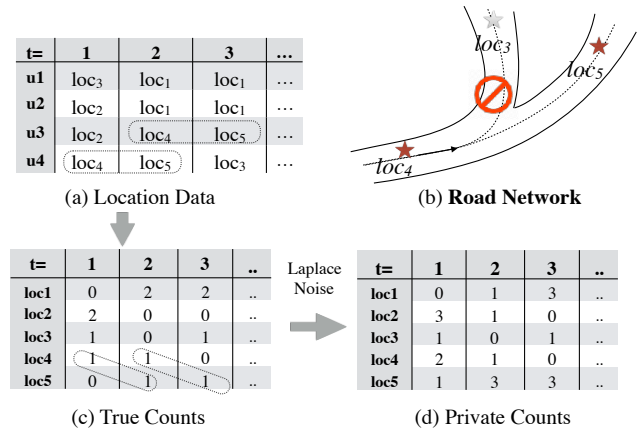 t= 1 2 3 ...
u1 loc3 loc1 loc1 ...
u2 loc2 loc1 loc1 ...
u3 loc2 loc4 loc5 ...
u4 loc4 loc5 loc3 ...
(a) Location Data
loc3
loc5
loc4
(b) Road Network
t= 1 2 3 ..
loc1 0 2 2 ..
loc2 2 0 0 ..
loc3 1 0 1 ..
loc4 1 1 0 ..
loc5 0 1 1 ..
(c) True Counts
Laplace
Noise
t= 1 2 3 ..
loc1 0 1 3 ..
loc2 3 1 0 ..
loc3 1 0 1 ..
loc4 2 1 0 ..
loc5 1 3 3 ..
(d) Private Counts